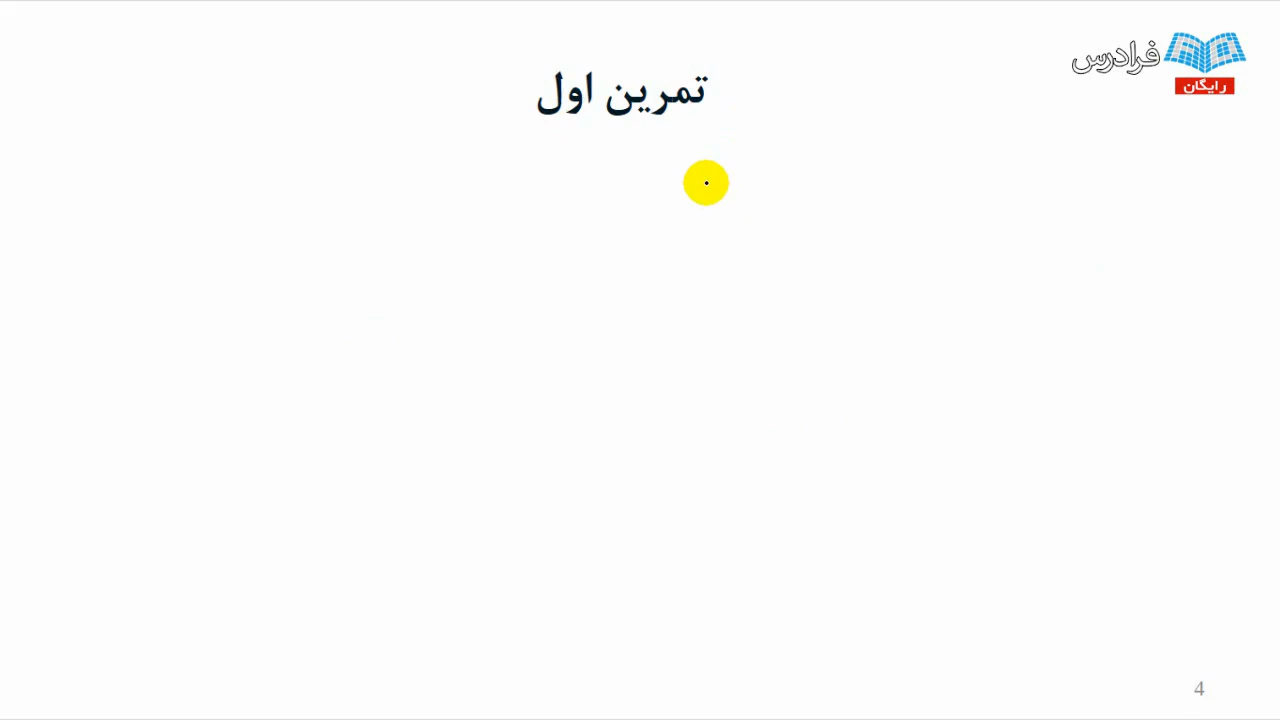 فرادرس
رایگان
تمرین اول
4